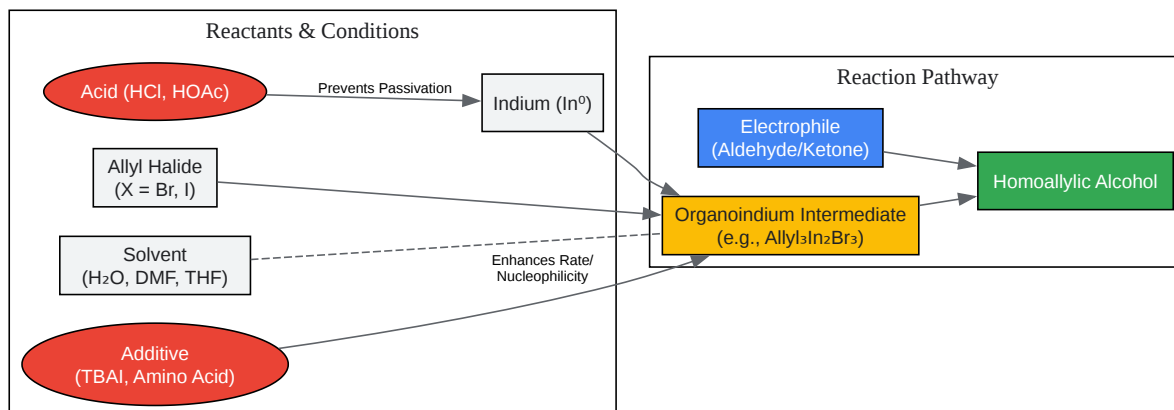 Reactants & Conditions
Acid (HCl, HOAc)
Prevents Passivation
Indium (In⁰)
Allyl Halide
(X = Br, I)
Solvent
(H₂O, DMF, THF)
Enhances Rate/
Nucleophilicity
Additive
(TBAI, Amino Acid)
Reaction Pathway
Electrophile
(Aldehyde/Ketone)
Homoallylic Alcohol
Organoindium Intermediate
(e.g., Allyl₃In₂Br₃)